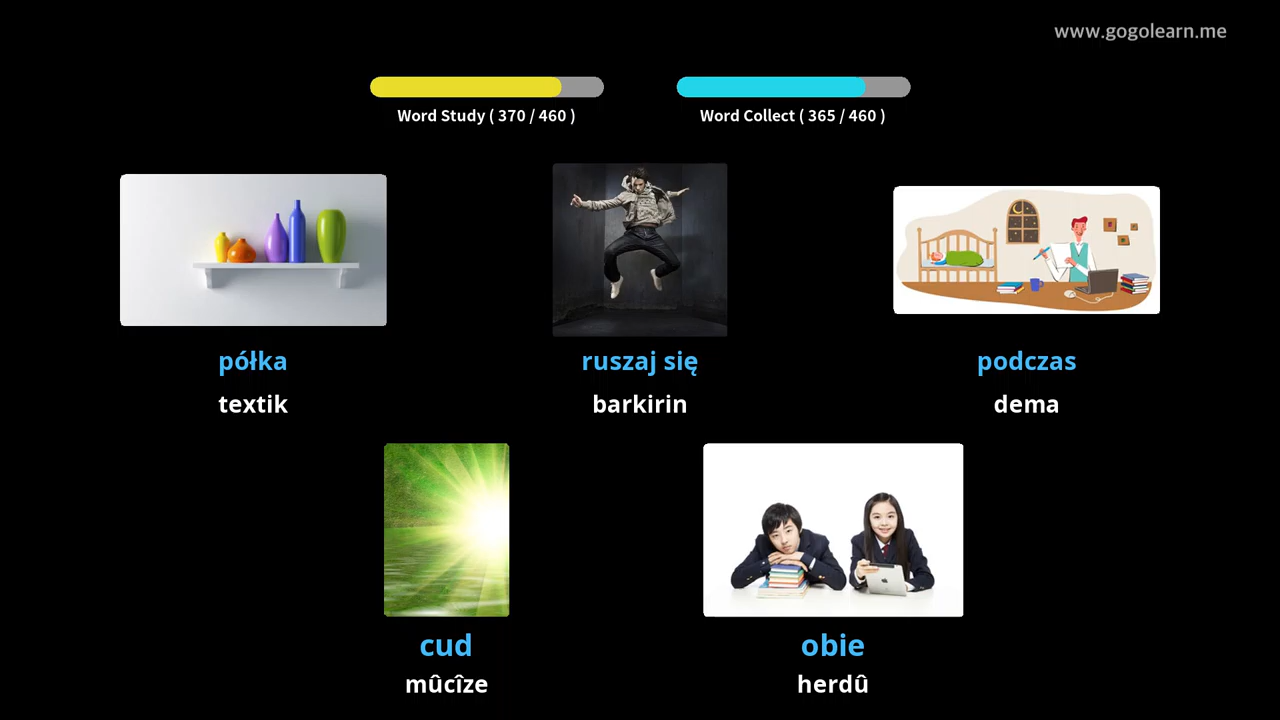 www.gogolearn.me
Word Study ( 370 / 460 )
Word Collect ( 365 / 460 )
półka
ruszaj się
podczas
textik
barkirin
dema
cud
obie
mûcîze
herdû